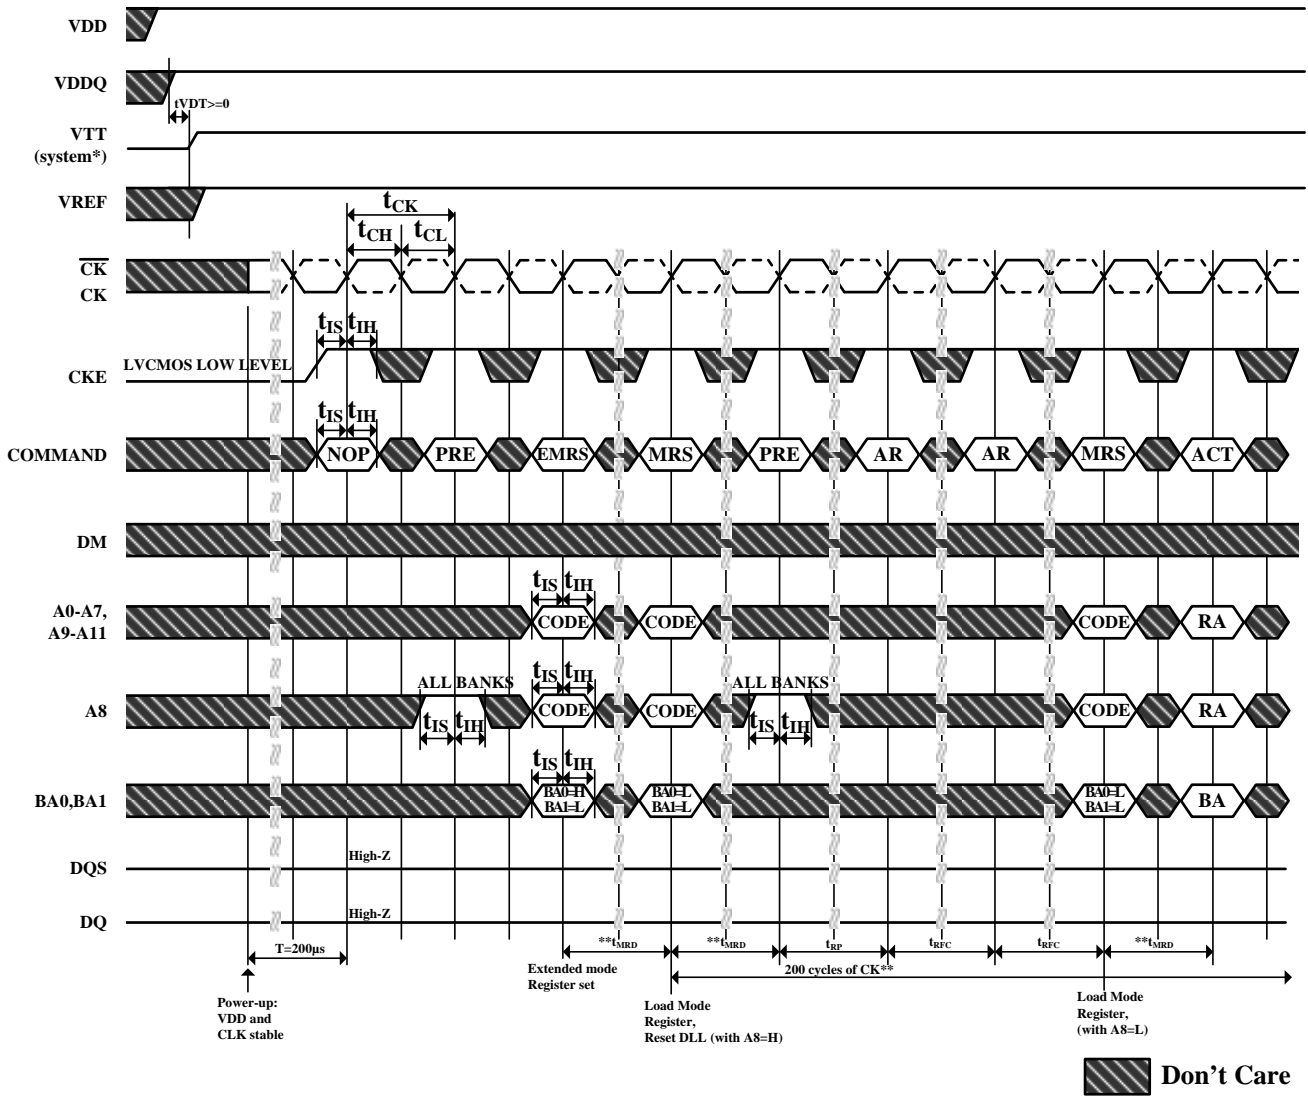 VDD
VDDQ
tVDT>=0
VTT
(system*)
VREF
tCK
tCH tCL
CK
CK
tIS tIH
LVCMOS LOW LEVEL
CKE
tIS tIH
COMMAND NOP PRE EMRS MRS PRE AR AR MRS ACT
DM
tIS tIH
A0-A7,
A9-A11
CODE CODE CODE RA
tIS tIH
ALL BANKS ALL BANKS
A8 CODE CODE CODE RA
tIS tIH tIS tIH
tIS tIH
BA0,BA1
BA0=H BA0=L BA0=L
BA1=L BA1=L BA1=L
BA
High-Z
DQS
High-Z
DQ
T=200µs **tMRD **tMRD tRP tRFC tRFC **tMRD
Extended mode
Register set
200 cycles of CK**
Power-up:
VDD and
CLK stable
Load Mode
Register,
Reset DLL (with A8=H)
Load Mode
Register,
(with A8=L)
Don't Care